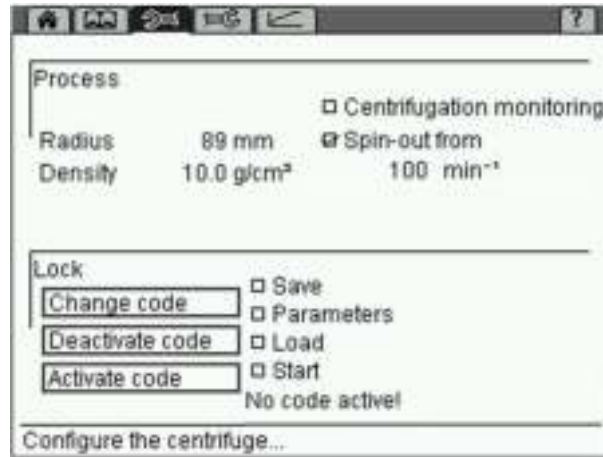 ?
Process
Centrifugation monitoring
Radius 89 mm Spin-out from
Density 10.0 g/cm³ 100 min⁻¹
Lock
Save
Change code
Parameters
Deactivate code Load
Activate code Start
No code active!
Configure the centrifuge...